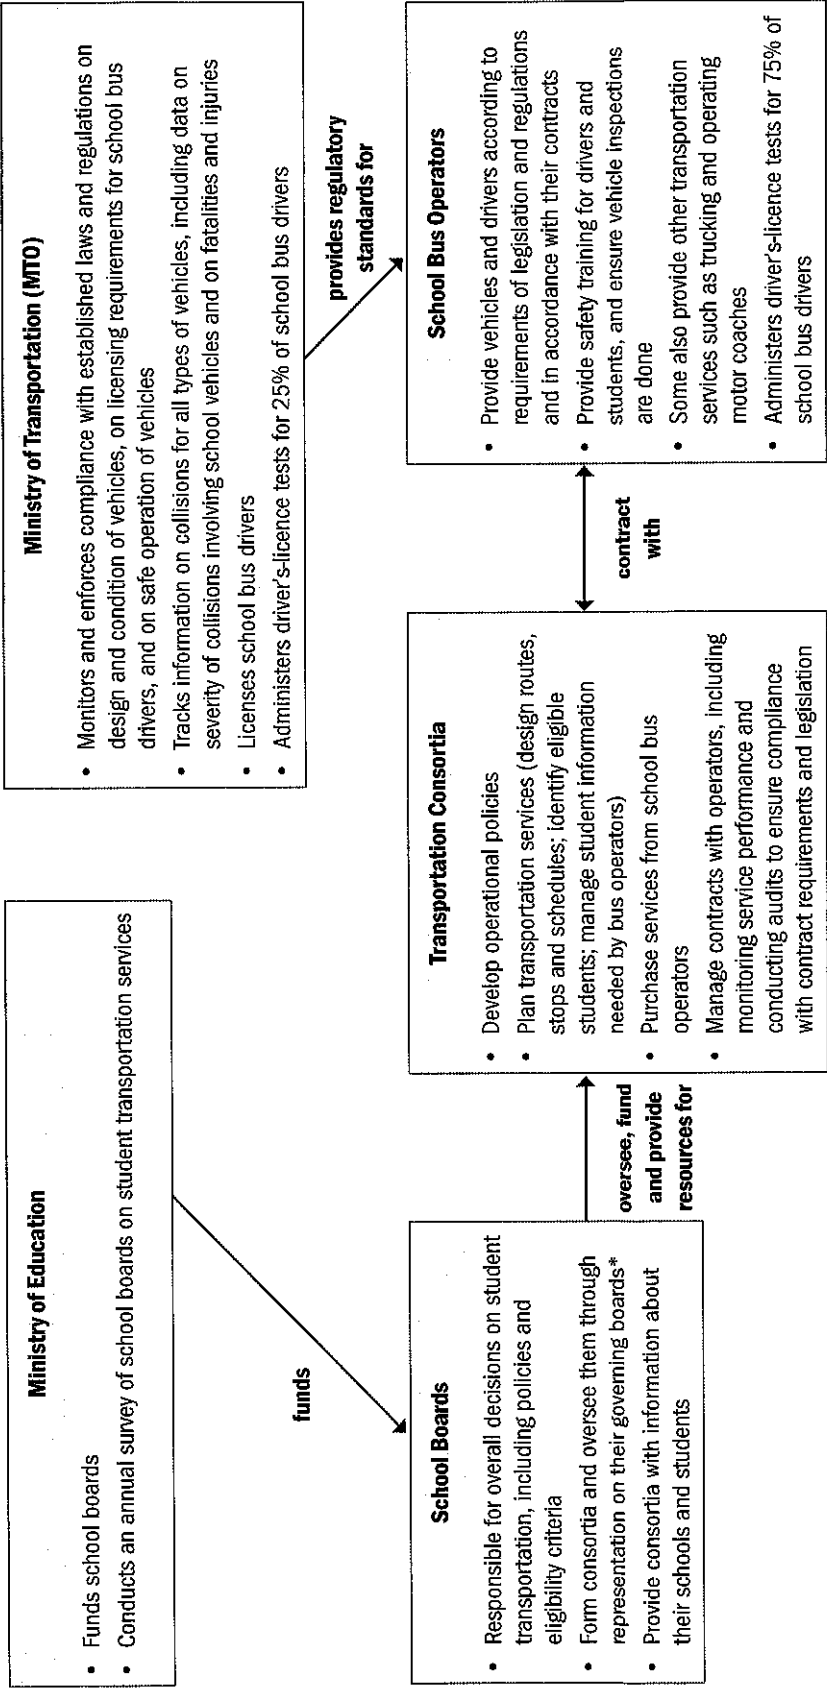 Ministry of Education
• Funds school boards
• Conducts an annual survey of school boards on student transportation services
Ministry of Transportation (MTO)
• Monitors and enforces compliance with established laws and regulations on
design and condition of vehicles, on licensing requirements for school bus
drivers, and on safe operation of vehicles
• Tracks information on collisions for all types of vehicles, including data on
severity of collisions involving school vehicles and on fatalities and injuries
• Licenses school bus drivers
• Administers driver's-licence tests for 25% of school bus drivers
funds
provides regulatory
standards for
School Boards
• Responsible for overall decisions on student
transportation, including policies and
eligibility criteria
• Form consortia and oversee them through
representation on their governing boards*
• Provide consortia with information about
their schools and students
oversee, fund
and provide
resources for
Transportation Consortia
• Develop operational policies
• Plan transportation services (design routes,
stops and schedules; identify eligible
students; manage student information
needed by bus operators)
• Purchase services from school bus
operators
• Manage contracts with operators, including
monitoring service performance and
conducting audits to ensure compliance
with contract requirements and legislation
contract
with
School Bus Operators
• Provide vehicles and drivers according to
requirements of legislation and regulations
and in accordance with their contracts
• Provide safety training for drivers and
students, and ensure vehicle inspections
are done
• Some also provide other transportation
services such as trucking and operating
motor coaches
• Administers driver's-licence tests for 75% of
school bus drivers